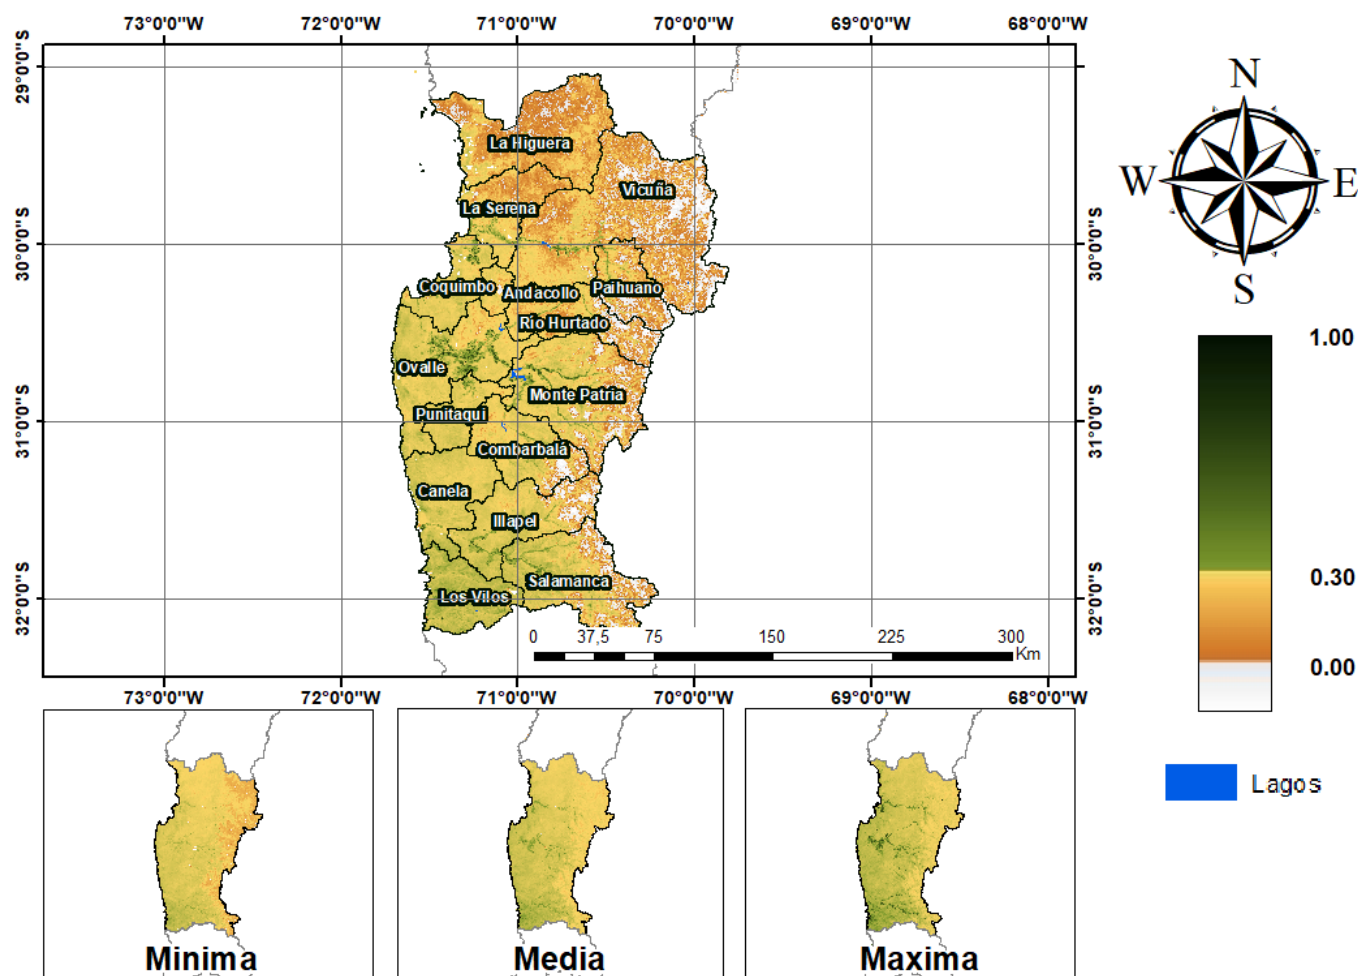 73°0'0"W 72°0'0"W 71°0'0"W 70°0'0"W 69°0'0"W 68°0'0"W
29°0'0"S
29°0'0"S
30°0'0"S
30°0'0"S
31°0'0"S
31°0'0"S
32°0'0"S
32°0'0"S
La Higuera
Vicuña
La Serena
Coquimbo
Andacollo
Paihuano
Río Hurtado
Ovalle
Monte Patria
Punitaqui
Combarbalá
Canela
Illapel
Salamanca
Los Vilos
0 37,5 75 150 225 300
Km
73°0'0"W 72°0'0"W 71°0'0"W 70°0'0"W 69°0'0"W 68°0'0"W
N
W E
S
1.00
0.30
0.00
Lagos
Minima Media Maxima